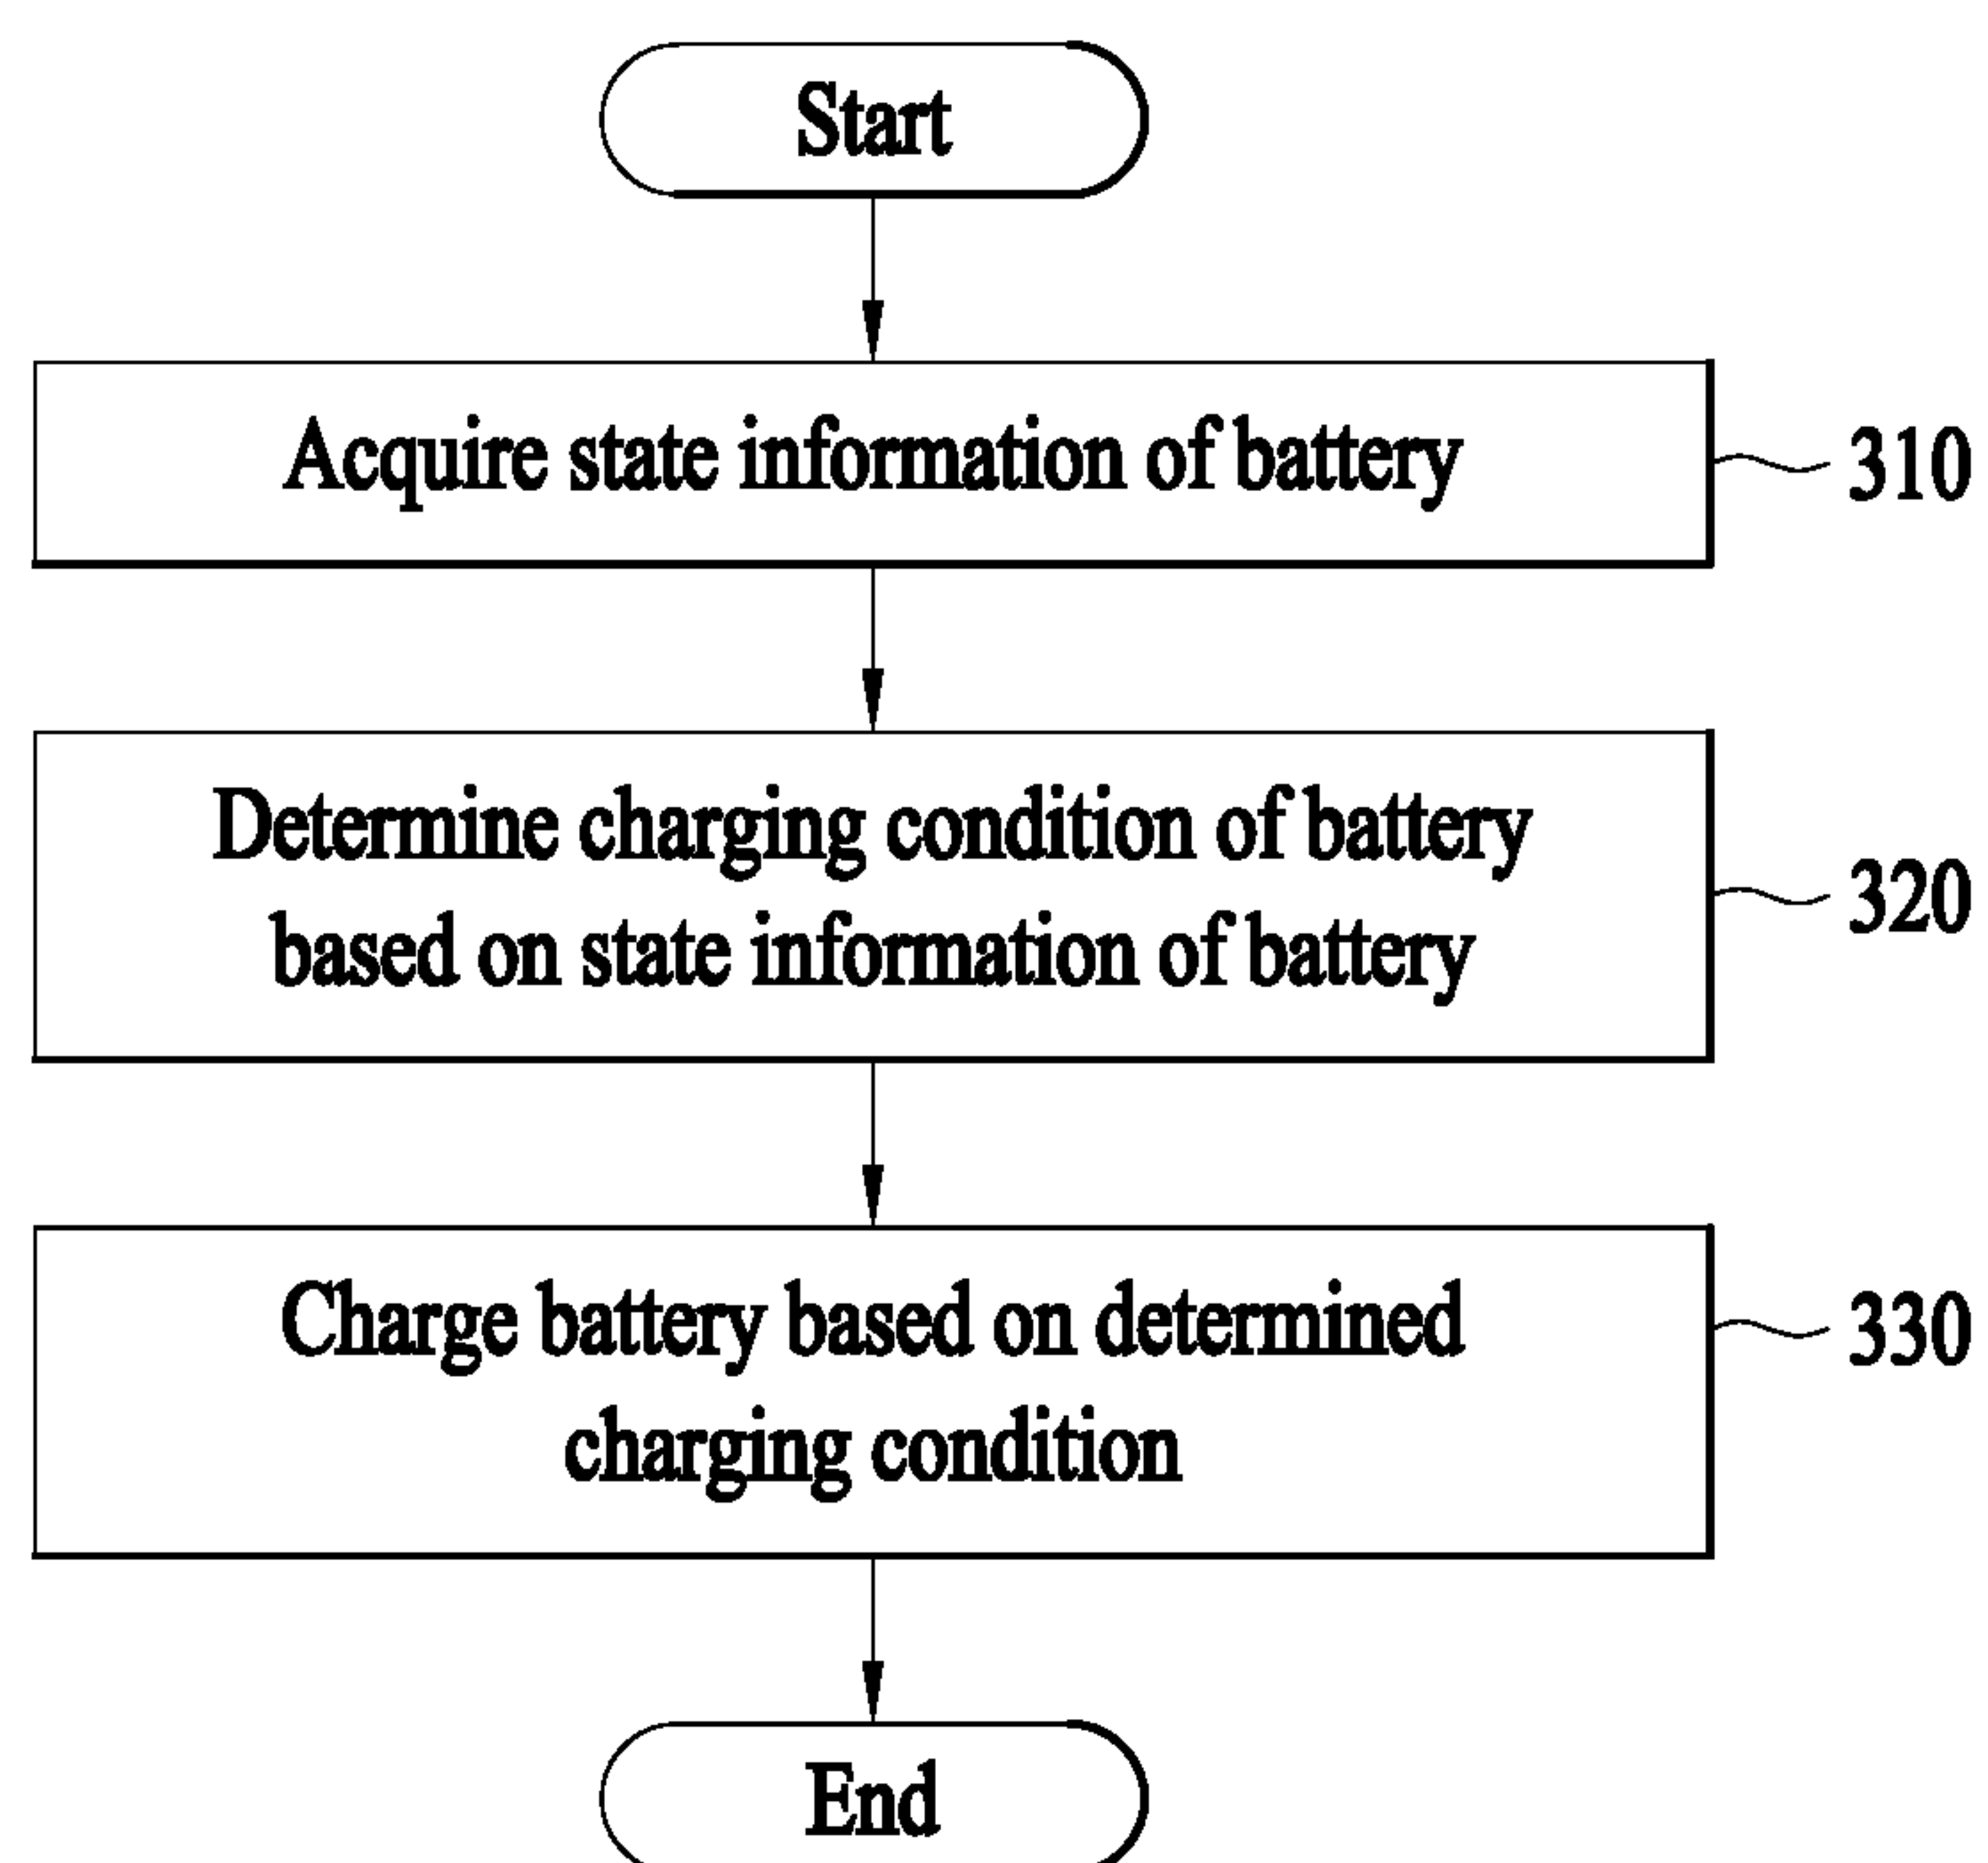 Start
Acquire state information of battery
310
Determine charging condition of battery
based on state information of battery
320
Charge battery based on determined
charging condition
330
End